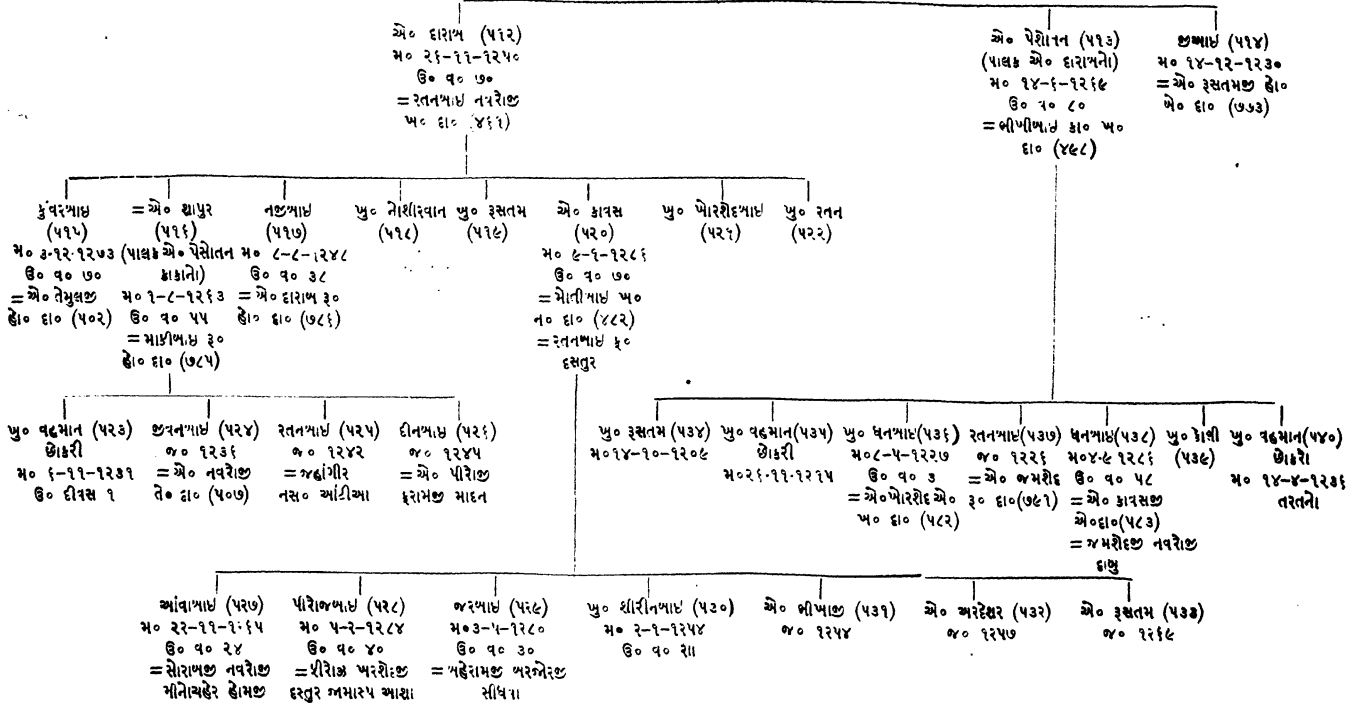 એ૦ દારાબ (૫૧૨)
મ૦ ૨૬-૧૧-૧૨૫૦
ઉ૦ વ૦ ૭૦
=રતનબાઇ નવરોજી
ખ૦ દા૦ (૪૬૧)
એ૦ પેશોતન (૫૧૩)
(પાલક એ૦ દારાબનો)
મ૦ ૧૪-૬-૧૨૬૯
ઉ૦ વ૦ ૮૦
=ભીખીબાઇ કા૦ ખ૦
દા૦ (૪૯૮)
જીઆઇ (૫૧૪)
મ૦ ૧૪-૧૨-૧૨૩૦
=એ૦ રૂસતમજી હો૦
ખે૦ દા૦ (૭૭૩)
કુંવરબાઇ
(૫૧૫)
મ૦ ૩-૧૨-૧૨૭૩
ઉ૦ વ૦ ૭૦
=એ૦ તેમુલજી
હો૦ દા૦ (૫૦૨)
=એ૦ શાપુર
(૫૧૬)
(પાલક એ૦ પેસોતન
કાકાનો)
મ૦ ૧-૮-૧૨૬૩
ઉ૦ વ૦ ૫૫
=માકીબાઇ રૂ૦
હો૦ દા૦ (૭૮૫)
નજીબાઇ
(૫૧૭)
મ૦ ૮-૮-૧૨૪૮
ઉ૦ વ૦ ૩૮
=એ૦ દારાબ રૂ૦
હો૦ દા૦ (૭૮૬)
ખુ૦ નોશીરવાન
(૫૧૮)
ખુ૦ રૂસતમ
(૫૧૯)
એ૦ કાવસ
(૫૨૦)
મ૦ ૯-૧-૧૨૮૬
ઉ૦ વ૦ ૭૦
=મોતીબાઇ ખ૦
ન૦ દા૦ (૪૮૨)
=રતનબાઇ ફ૦
દસતુર
ખુ૦ ખોરશેદબાઇ
(૫૨૧)
ખુ૦ રતન
(૫૨૨)
ખુ૦ વહમાન (૫૨૩)
છોકરી
મ૦ ૬-૧૧-૧૨૩૧
ઉ૦ દીવસ ૧
જીવનબાઇ (૫૨૪)
જ૦ ૧૨૩૬
=એ૦ નવરોજી
તે૦ દા૦ (૫૦૭)
રતનબાઇ (૫૨૫)
જ૦ ૧૨૪૨
=જહાંગીર
નસ૦ આંટીઆ
દીનબાઇ (૫૨૬)
જ૦ ૧૨૪૫
=એ૦ પીરોજી
ફરામજી માદન
ખુ૦ રૂસતમ (૫૩૪)
મ૦૧૪-૧૦-૧૨૦૯
ખુ૦ વહમાન(૫૩૫)
છોકરી
મ૦૨૬-૧૧-૧૨૧૫
ખુ૦ ધનબાઇ(૫૩૬)
મ૦૮-૫-૧૨૨૭
ઉ૦ વ૦ ૭
=એ૦ખોરશેદ એ૦
ખ૦ દા૦ (૫૮૨)
રતનબાઇ(૫૩૭)
જ૦ ૧૨૨૬
=એ૦ જમશેદ
રૂ૦ દા૦(૭૯૧)
ધનબાઇ(૫૩૮)
મ૦૪-૯ ૧૨૮૬
ઉ૦ વ૦ ૫૮
=એ૦ કાવસજી
એ૦દા૦(૫૮૩)
=જમશેદજી નવરોજી
દાબુ
ખુ૦ કાશી
(૫૩૯)
ખુ૦ વહમાન(૫૪૦)
છોકરો
મ૦ ૧૪-૪-૧૨૩૬
તરતનો
આંવાબાઇ (૫૨૭)
મ૦ ૨૨-૧૧-૧૨૬૫
ઉ૦ વ૦ ૨૪
=સોરાબજી નવરોજી
મીનોચહેર હોમજી
પીરોજબાઇ (૫૨૮)
મ૦ ૫-૨-૧૨૮૪
ઉ૦ વ૦ ૪૦
=શીરોઝ ખરશેદજી
દસ્તુર જામાસ્પ આશા
જરબાઇ (૫૨૯)
મ૦૩-૫-૧૨૮૦
ઉ૦ વ૦ ૩૦
=બહેરામજી બરજોરજી
સીધવા
ખુ૦ શીરીનબાઇ (૫૩૦)
મ૦ ૨-૧-૧૨૫૪
ઉ૦ વ૦ ૨॥
એ૦ ભીખાજી (૫૩૧)
જ૦ ૧૨૫૪
એ૦ અરદેશર (૫૩૨)
જ૦ ૧૨૫૭
એ૦ રૂસતમ (૫૩૩)
જ૦ ૧૨૬૯